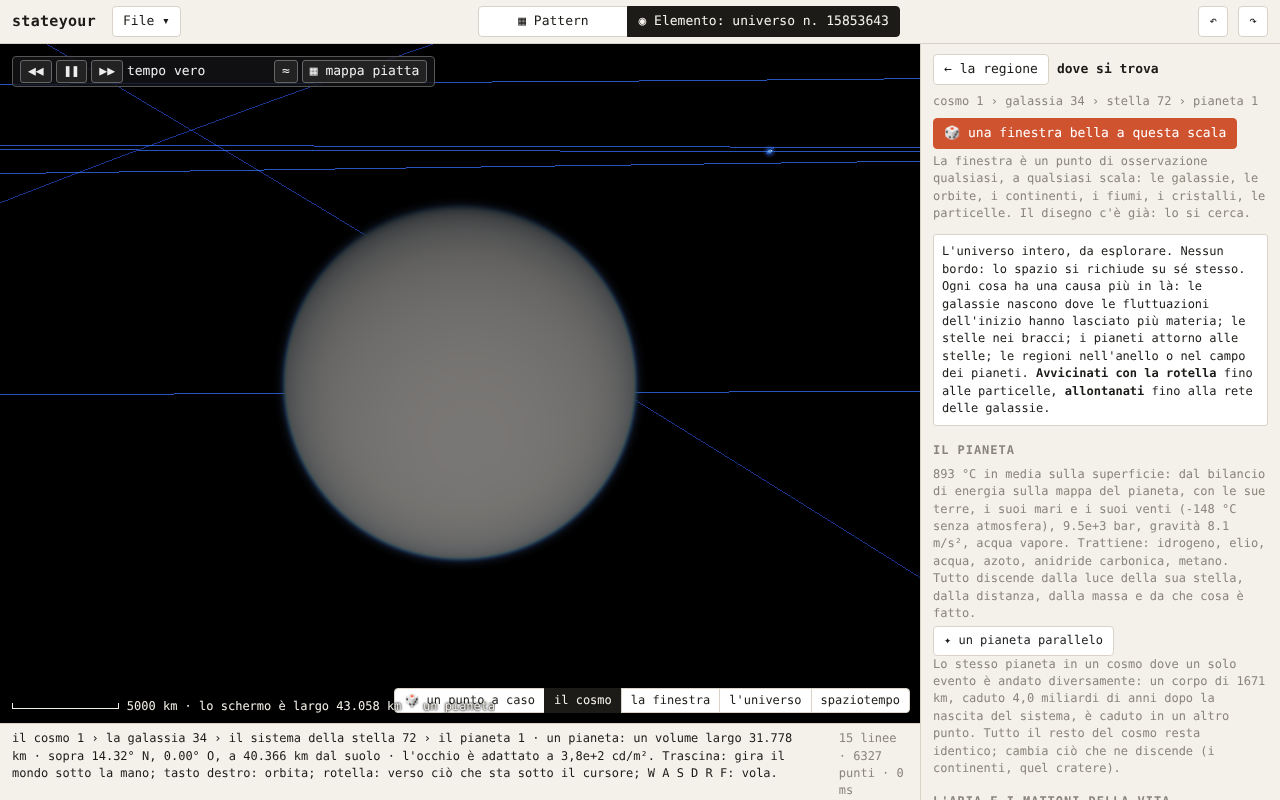 stateyour
File ▾
▦ Pattern
◉ Elemento: universo n. 15853643
↶
↷
◀◀
❚❚
▶▶
tempo vero
≈
▦ mappa piatta
5000 km · lo schermo è largo 43.058 km · un pianeta
🎲 un punto a caso
il cosmo
la finestra
l'universo
spaziotempo
il cosmo 1 › la galassia 34 › il sistema della stella 72 › il pianeta 1 · un pianeta: un volume largo 31.778
km · sopra 14.32° N, 0.00° O, a 40.366 km dal suolo · l'occhio è adattato a 3,8e+2 cd/m². Trascina: gira il
mondo sotto la mano; tasto destro: orbita; rotella: verso ciò che sta sotto il cursore; W A S D R F: vola.
15 linee
· 6327
punti · 0
ms
← la regione
dove si trova
cosmo 1 › galassia 34 › stella 72 › pianeta 1
🎲 una finestra bella a questa scala
La finestra è un punto di osservazione
qualsiasi, a qualsiasi scala: le galassie, le
orbite, i continenti, i fiumi, i cristalli, le
particelle. Il disegno c'è già: lo si cerca.
L'universo intero, da esplorare. Nessun
bordo: lo spazio si richiude su sé stesso.
Ogni cosa ha una causa più in là: le
galassie nascono dove le fluttuazioni
dell'inizio hanno lasciato più materia; le
stelle nei bracci; i pianeti attorno alle
stelle; le regioni nell'anello o nel campo
dei pianeti. Avvicinati con la rotella fino
alle particelle, allontanati fino alla rete
delle galassie.
IL PIANETA
893 °C in media sulla superficie: dal bilancio
di energia sulla mappa del pianeta, con le sue
terre, i suoi mari e i suoi venti (-148 °C
senza atmosfera), 9.5e+3 bar, gravità 8.1
m/s², acqua vapore. Trattiene: idrogeno, elio,
acqua, azoto, anidride carbonica, metano.
Tutto discende dalla luce della sua stella,
dalla distanza, dalla massa e da che cosa è
fatto.
✦ un pianeta parallelo
Lo stesso pianeta in un cosmo dove un solo
evento è andato diversamente: un corpo di 1671
km, caduto 4,0 miliardi di anni dopo la
nascita del sistema, è caduto in un altro
punto. Tutto il resto del cosmo resta
identico; cambia ciò che ne discende (i
continenti, quel cratere).
L'ARIA E I MATTONI DELLA VITA